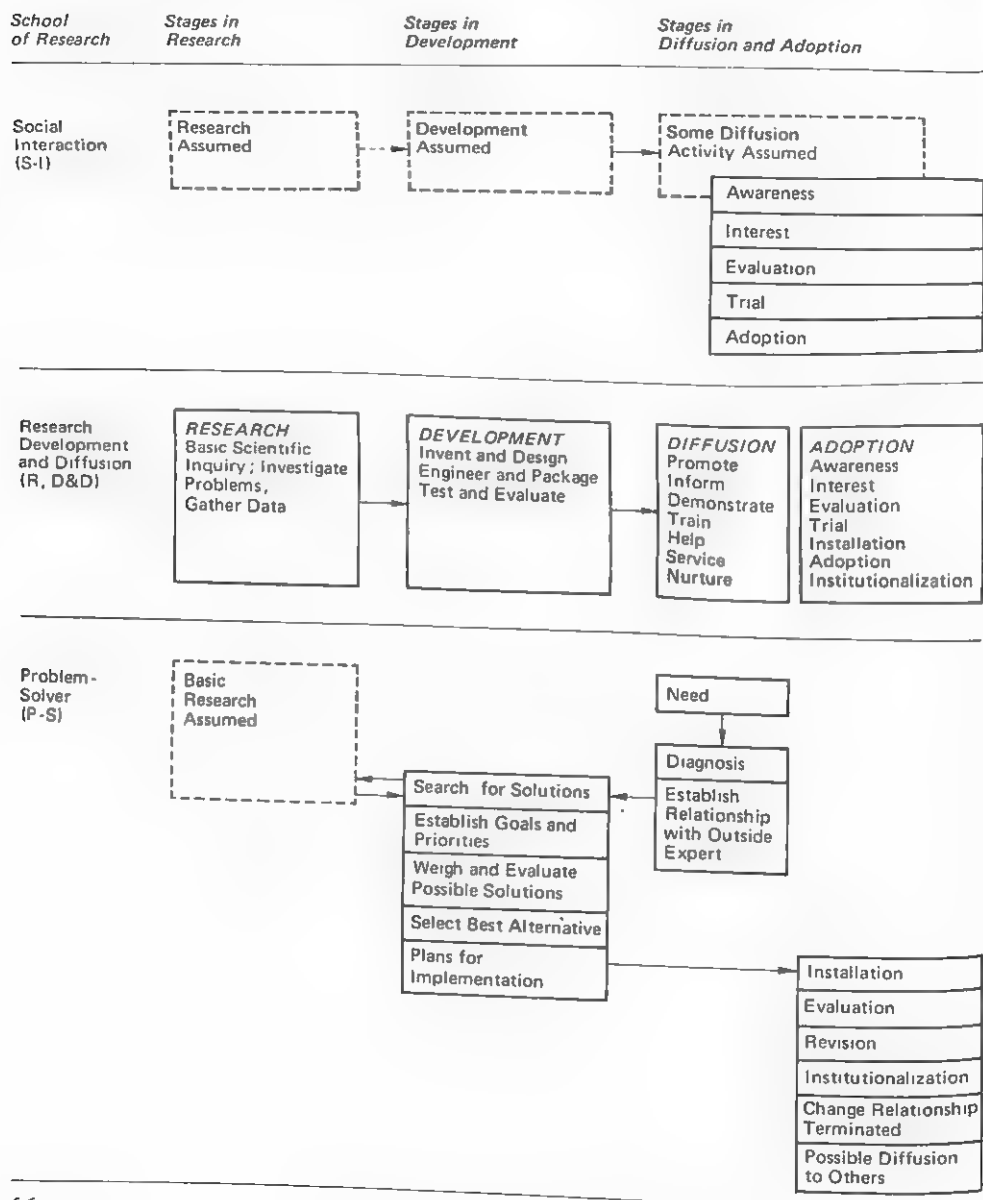 School
of Research
Stages in
Research
Stages in
Development
Stages in
Diffusion and Adoption
Social
Interaction
(S-I)
Research
Assumed
Development
Assumed
Some Diffusion
Activity Assumed
Awareness
Interest
Evaluation
Trial
Adoption
Research
Development
and Diffusion
(R, D&D)
RESEARCH
Basic Scientific
Inquiry; Investigate
Problems,
Gather Data
DEVELOPMENT
Invent and Design
Engineer and Package
Test and Evaluate
DIFFUSION
Promote
Inform
Demonstrate
Train
Help
Service
Nurture
ADOPTION
Awareness
Interest
Evaluation
Trial
Installation
Adoption
Institutionalization
Problem-
Solver
(P-S)
Basic
Research
Assumed
Need
Diagnosis
Establish
Relationship
with Outside
Expert
Search for Solutions
Establish Goals and
Priorities
Weigh and Evaluate
Possible Solutions
Select Best Alternative
Plans for
Implementation
Installation
Evaluation
Revision
Institutionalization
Change Relationship
Terminated
Possible Diffusion
to Others